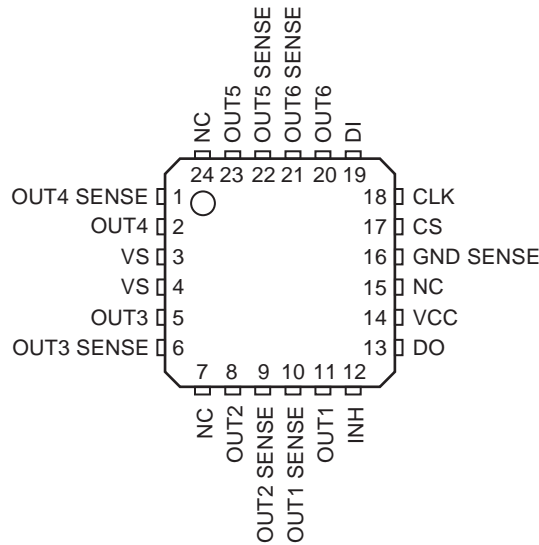 NC
OUT5
OUT5 SENSE
OUT6 SENSE
OUT6
DI
24 23 22 21 20 19
OUT4 SENSE 1
OUT4 2
VS 3
VS 4
OUT3 5
OUT3 SENSE 6
18 CLK
17 CS
16 GND SENSE
15 NC
14 VCC
13 DO
7 8 9 10 11 12
NC
OUT2
OUT2 SENSE
OUT1 SENSE
OUT1
INH